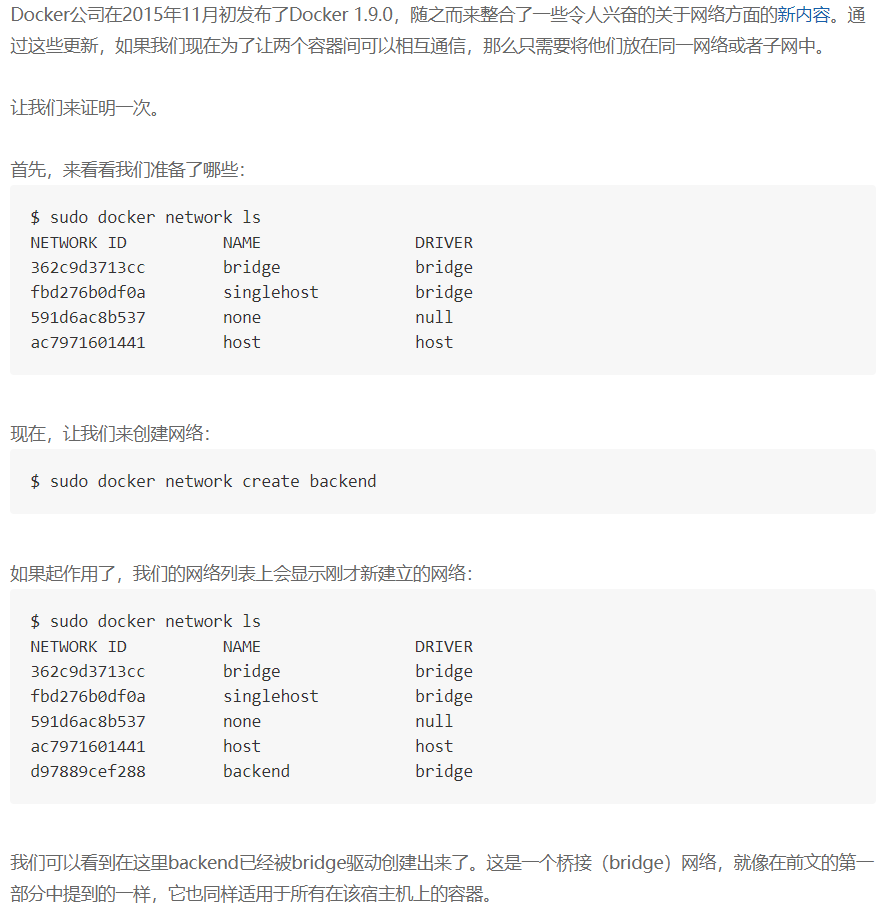 Docker公司在2015年11月初发布了Docker 1.9.0，随之而来整合了一些令人兴奋的关于网络方面的新内容。通
过这些更新，如果我们现在为了让两个容器间可以相互通信，那么只需要将他们放在同一网络或者子网中。
让我们来证明一次。
首先，来看看我们准备了哪些：
$ sudo docker network ls
NETWORK ID NAME DRIVER
362c9d3713cc bridge bridge
fbd276b0df0a singlehost bridge
591d6ac8b537 none null
ac7971601441 host host
现在，让我们来创建网络：
$ sudo docker network create backend
如果起作用了，我们的网络列表上会显示刚才新建立的网络：
$ sudo docker network ls
NETWORK ID NAME DRIVER
362c9d3713cc bridge bridge
fbd276b0df0a singlehost bridge
591d6ac8b537 none null
ac7971601441 host host
d97889cef288 backend bridge
我们可以看到在这里backend已经被bridge驱动创建出来了。这是一个桥接（bridge）网络，就像在前文的第一
部分中提到的一样，它也同样适用于所有在该宿主机上的容器。